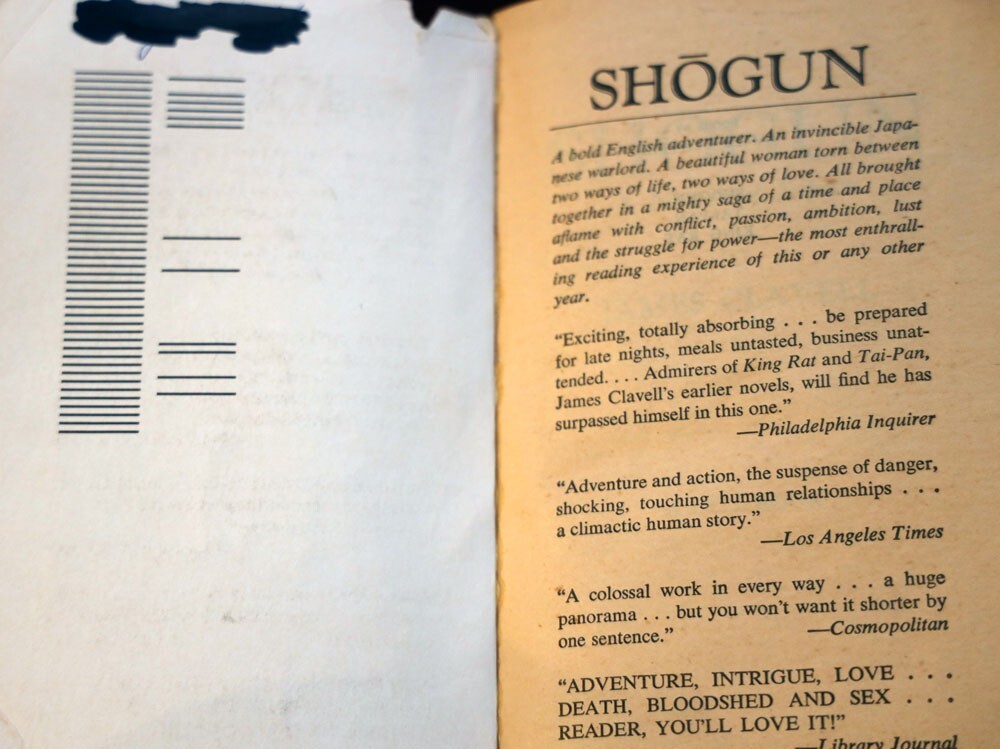 SHŌGUN
A bold English adventurer. An invincible Japa-
nese warlord. A beautiful woman torn between
two ways of life, two ways of love. All brought
together in a mighty saga of a time and place
aflame with conflict, passion, ambition, lust
and the struggle for power—the most enthrall-
ing reading experience of this or any other
year.
“Exciting, totally absorbing . . . be prepared
for late nights, meals untasted, business unat-
tended. . . . Admirers of King Rat and Tai-Pan,
James Clavell’s earlier novels, will find he has
surpassed himself in this one.”
—Philadelphia Inquirer
“Adventure and action, the suspense of danger,
shocking, touching human relationships . . .
a climactic human story.”
—Los Angeles Times
“A colossal work in every way . . . a huge
panorama . . . but you won’t want it shorter by
one sentence.” —Cosmopolitan
“ADVENTURE, INTRIGUE, LOVE . . .
DEATH, BLOODSHED AND SEX . . .
READER, YOU’LL LOVE IT!”
—Library Journal